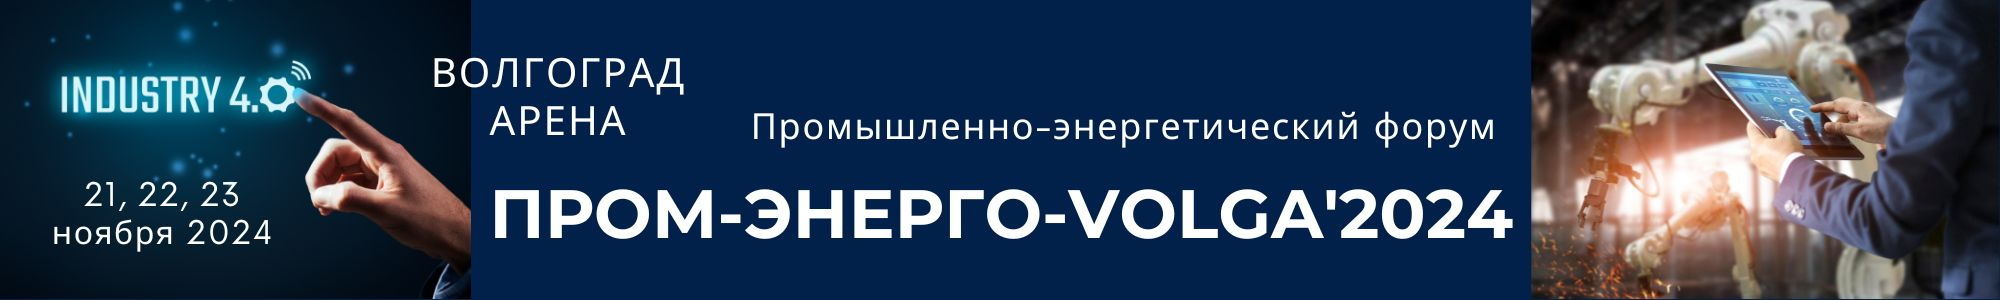 INDUSTRY 4.0
21, 22, 23
ноября 2024
ВОЛГОГРАД
АРЕНА
Промышленно-энергетический форум
ПРОМ-ЭНЕРГО-VOLGA'2024